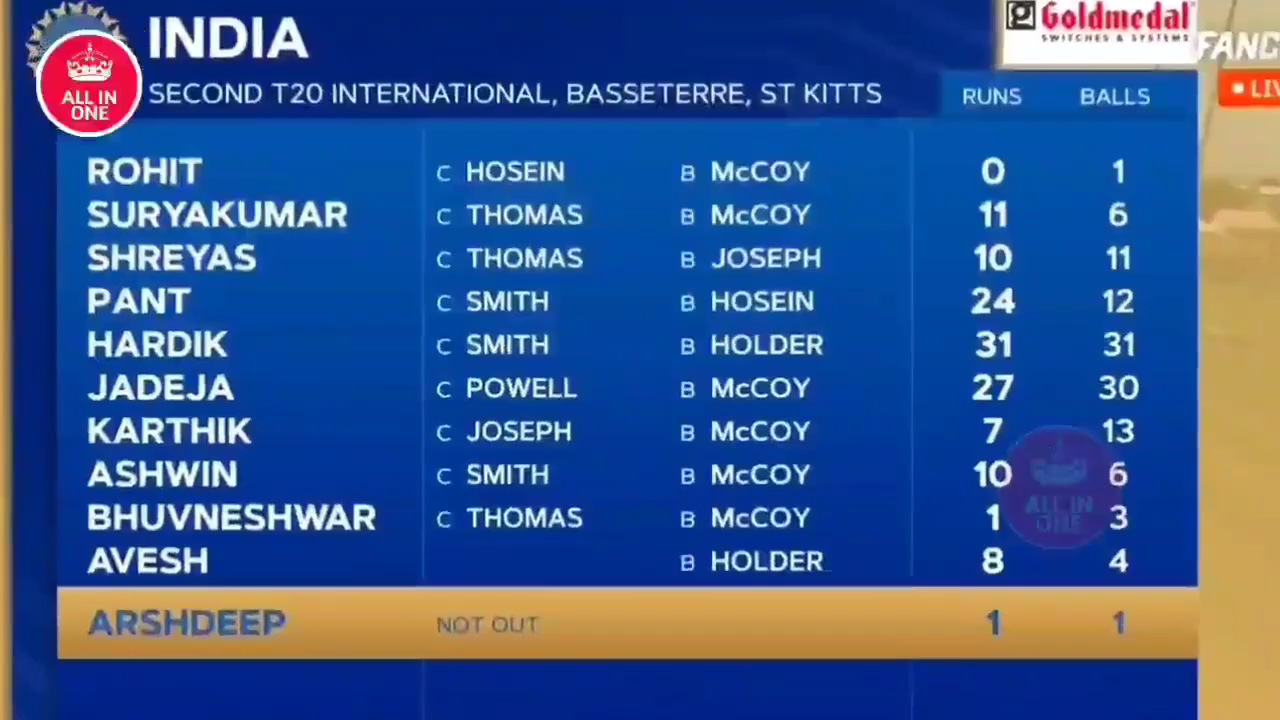 INDIA
Goldmedal
SWITCHES & SYSTEMS
FANC
LIV
ALL IN
ONE
SECOND T20 INTERNATIONAL, BASSETERRE, ST KITTS RUNS BALLS
ROHIT C HOSEIN B McCOY 0 1
SURYAKUMAR C THOMAS B McCOY 11 6
SHREYAS C THOMAS B JOSEPH 10 11
PANT C SMITH B HOSEIN 24 12
HARDIK C SMITH B HOLDER 31 31
JADEJA C POWELL B McCOY 27 30
KARTHIK C JOSEPH B McCOY 7 13
ASHWIN C SMITH B McCOY 10 6
BHUVNESHWAR C THOMAS B McCOY 1 3
AVESH B HOLDER 8 4
ALL IN
ONE
ARSHDEEP NOT OUT 1 1